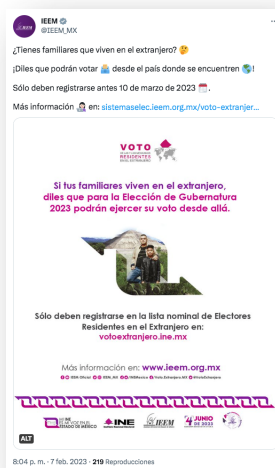 IEEM
@IEEM_MX
¿Tienes familiares que viven en el extranjero? 🤔
¡Diles que podrán votar 🗳️ desde el país donde se encuentren 🌎!
Sólo deben registrarse antes 10 de marzo de 2023 📅.
Más información 👩🏻‍💻 en: sistemaselec.ieem.org.mx/voto-extranjer...
VOTO
RESIDENTES
EN EL EXTRANJERO
Si tus familiares viven en el extranjero,
diles que para la Elección de Gubernatura
2023 podrán ejercer su voto desde allá.
Sólo deben registrarse en la lista nominal de Electores
Residentes en el Extranjero en:
votoextranjero.ine.mx
Más información en: www.ieem.org.mx
INE
IEEM
4 JUNIO
DE 2023
ALT
8:04 p. m. · 7 feb. 2023 · 219 Reproducciones